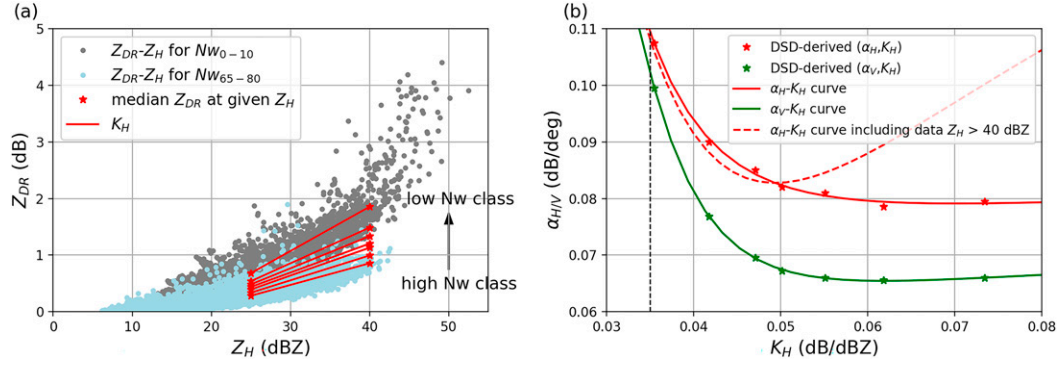 (a)
5
4
3
2
1
0
Z_DR (dB)
Z_DR-Z_H for Nw_0−10
Z_DR-Z_H for Nw_65−80
median Z_DR at given Z_H
K_H
low Nw class
high Nw class
0 10 20 30 40 50
Z_H (dBZ)
(b)
0.11
0.10
0.09
0.08
0.07
0.06
α_H/V (dB/deg)
DSD-derived (α_H,K_H)
DSD-derived (α_V,K_H)
α_H-K_H curve
α_V-K_H curve
α_H-K_H curve including data Z_H > 40 dBZ
0.03 0.04 0.05 0.06 0.07 0.08
K_H (dB/dBZ)